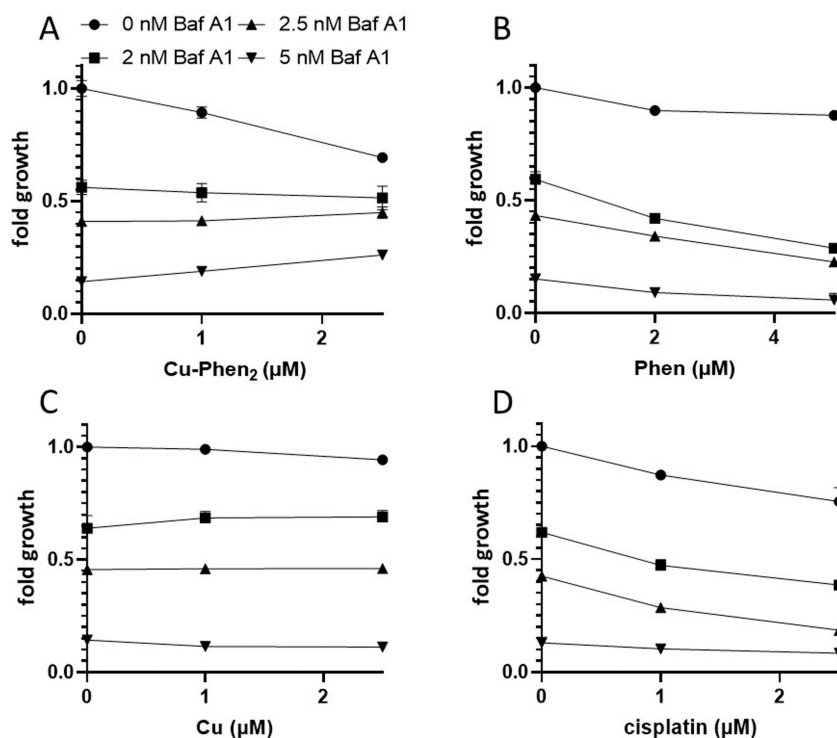 A
B
0 nM Baf A1
2.5 nM Baf A1
2 nM Baf A1
5 nM Baf A1
fold growth
1.0
0.5
0.0
0
1
2
Cu-Phen₂ (µM)
fold growth
1.0
0.5
0.0
0
2
4
Phen (µM)
C
D
fold growth
1.0
0.5
0.0
0
1
2
Cu (µM)
fold growth
1.0
0.5
0.0
0
1
2
cisplatin (µM)